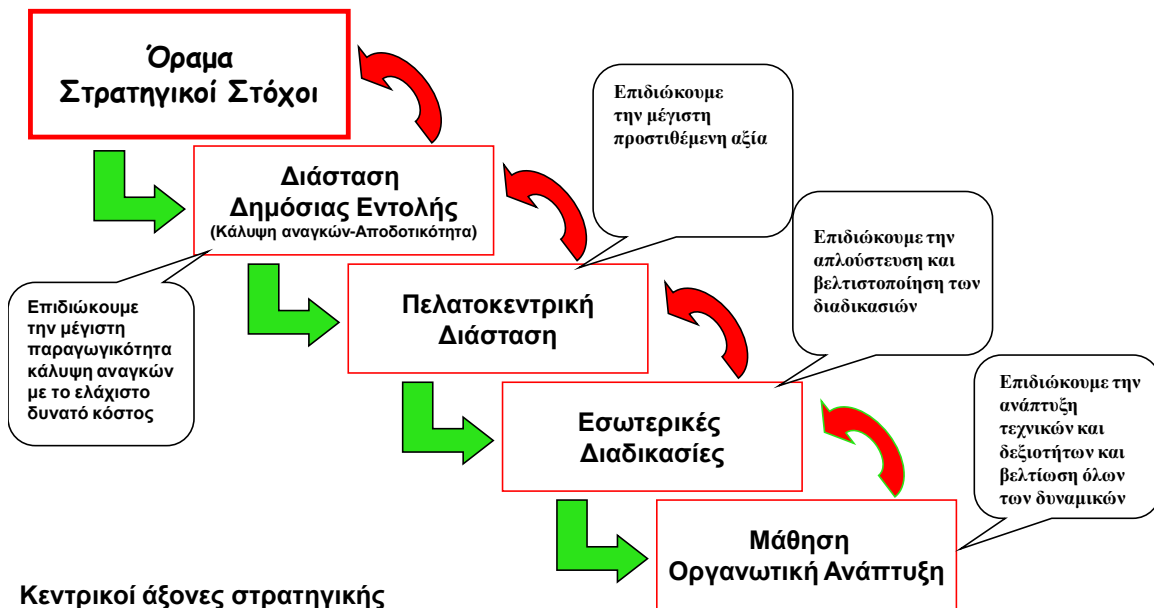 Όραμα
Στρατηγικοί Στόχοι
Επιδιώκουμε
την μέγιστη
προστιθέμενη αξία
Διάσταση
Δημόσιας Εντολής
(Κάλυψη αναγκών-Αποδοτικότητα)
Επιδιώκουμε την
απλούστευση και
βελτιστοποίηση των
διαδικασιών
Επιδιώκουμε
την μέγιστη
παραγωγικότητα
κάλυψη αναγκών
με το ελάχιστο
δυνατό κόστος
Πελατοκεντρική
Διάσταση
Επιδιώκουμε την
ανάπτυξη
τεχνικών και
δεξιοτήτων και
βελτίωση όλων
των δυναμικών
Εσωτερικές
Διαδικασίες
Μάθηση
Οργανωτική Ανάπτυξη
Κεντρικοί άξονες στρατηγικής